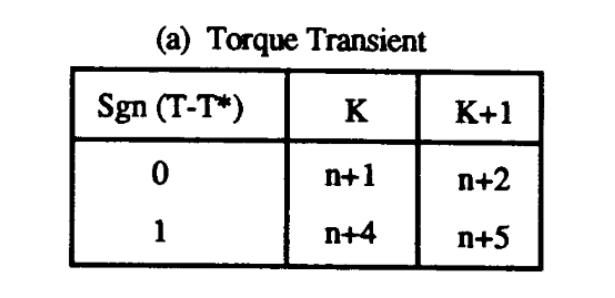 (a) Torque Transient
Sgn (T-T*) K K+1
0 n+1 n+2
1 n+4 n+5